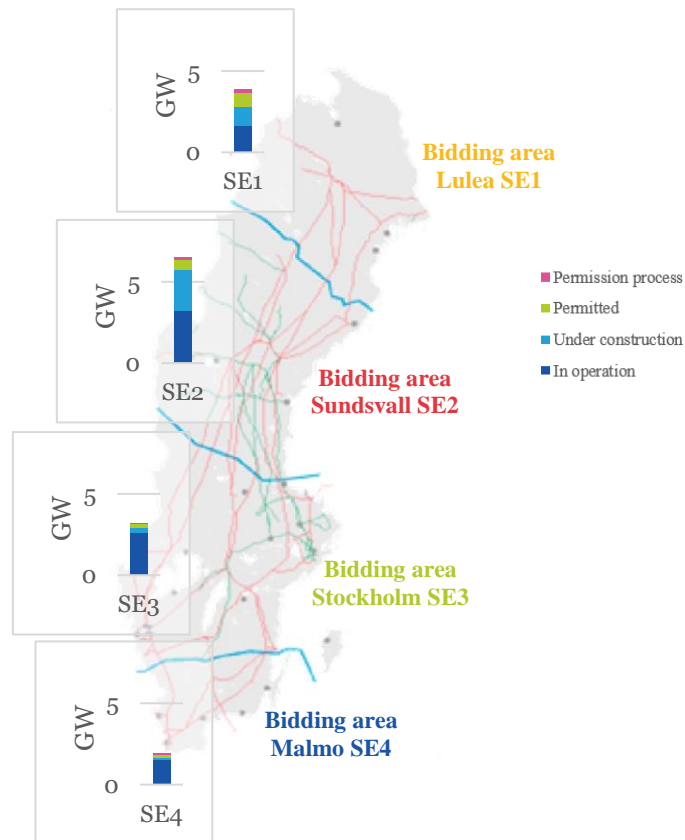 5
GW
0
SE1
Bidding area
Lulea SE1
5
GW
0
SE2
Permission process
Permitted
Under construction
In operation
Bidding area
Sundsvall SE2
5
GW
0
SE3
Bidding area
Stockholm SE3
5
GW
0
SE4
Bidding area
Malmo SE4